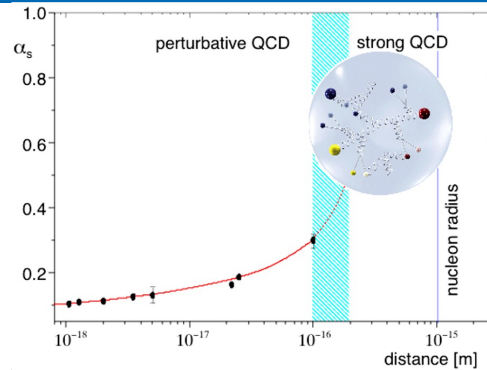 1.0
perturbative QCD
strong QCD
αs
0.8
0.6
0.4
0.2
nucleon radius
10⁻¹⁸
10⁻¹⁷
10⁻¹⁶
10⁻¹⁵
distance [m]